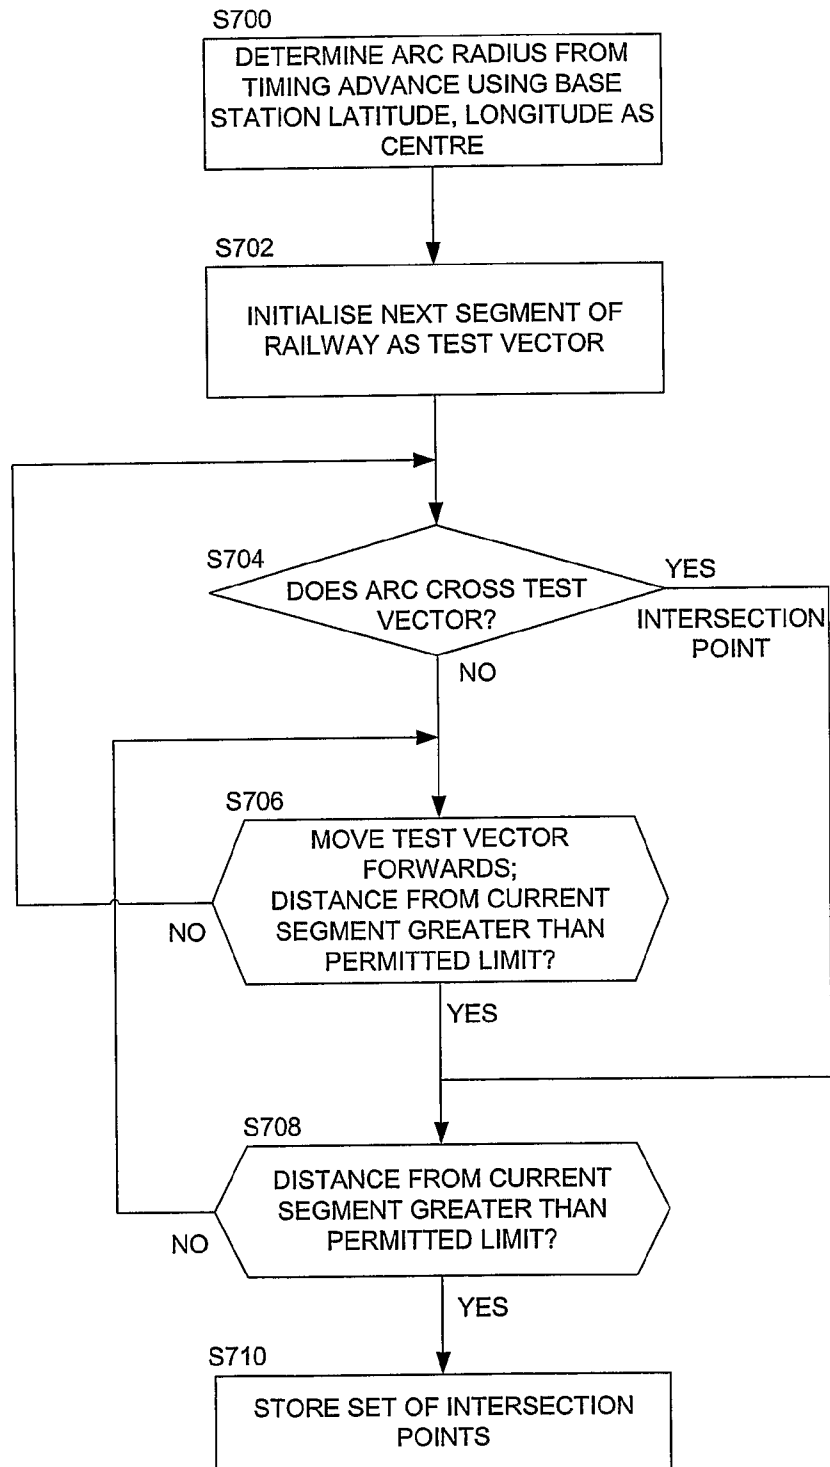 S700
DETERMINE ARC RADIUS FROM
TIMING ADVANCE USING BASE
STATION LATITUDE, LONGITUDE AS
CENTRE
S702
INITIALISE NEXT SEGMENT OF
RAILWAY AS TEST VECTOR
S704
DOES ARC CROSS TEST
VECTOR?
YES
INTERSECTION
POINT
NO
S706
MOVE TEST VECTOR
FORWARDS;
DISTANCE FROM CURRENT
SEGMENT GREATER THAN
PERMITTED LIMIT?
NO
YES
S708
DISTANCE FROM CURRENT
SEGMENT GREATER THAN
PERMITTED LIMIT?
NO
YES
S710
STORE SET OF INTERSECTION
POINTS